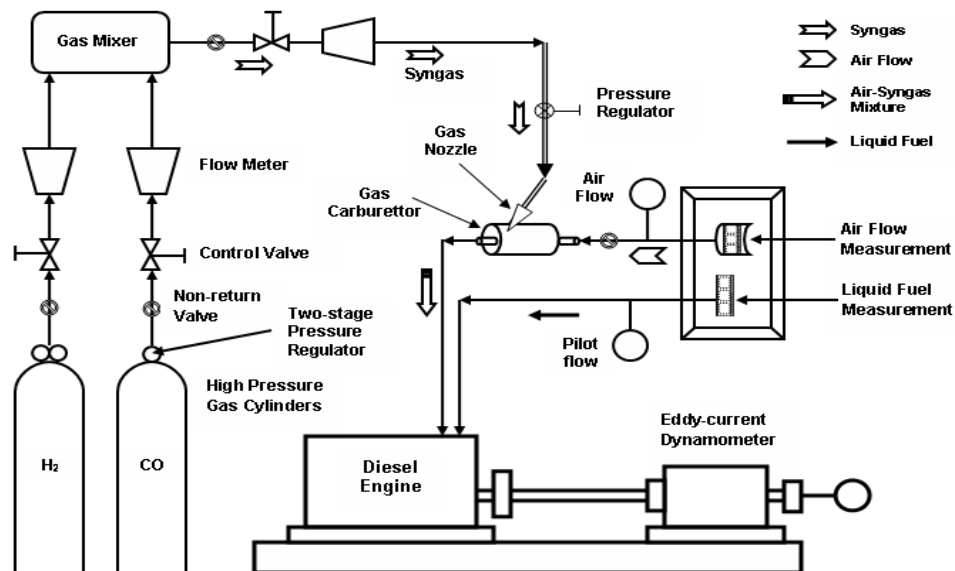 Gas Mixer
Syngas
Syngas
Air Flow
Air-Syngas
Mixture
Liquid Fuel
Pressure
Regulator
Gas
Nozzle
Flow Meter
Air
Flow
Gas
Carburettor
Air Flow
Measurement
Control Valve
Liquid Fuel
Measurement
Non-return
Valve
Two-stage
Pressure
Regulator
Pilot
flow
High Pressure
Gas Cylinders
Eddy-current
Dynamometer
H₂
CO
Diesel
Engine